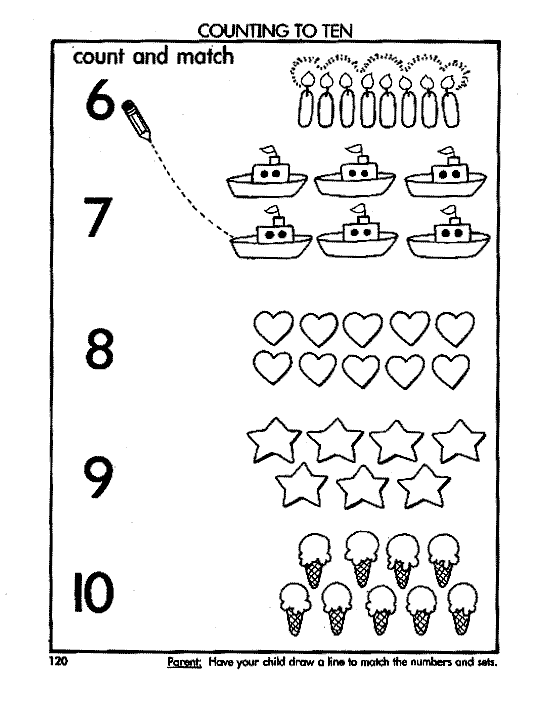 COUNTING TO TEN
count and match
6
7
8
9
10
120 Parent: Have your child draw a line to match the numbers and sets.